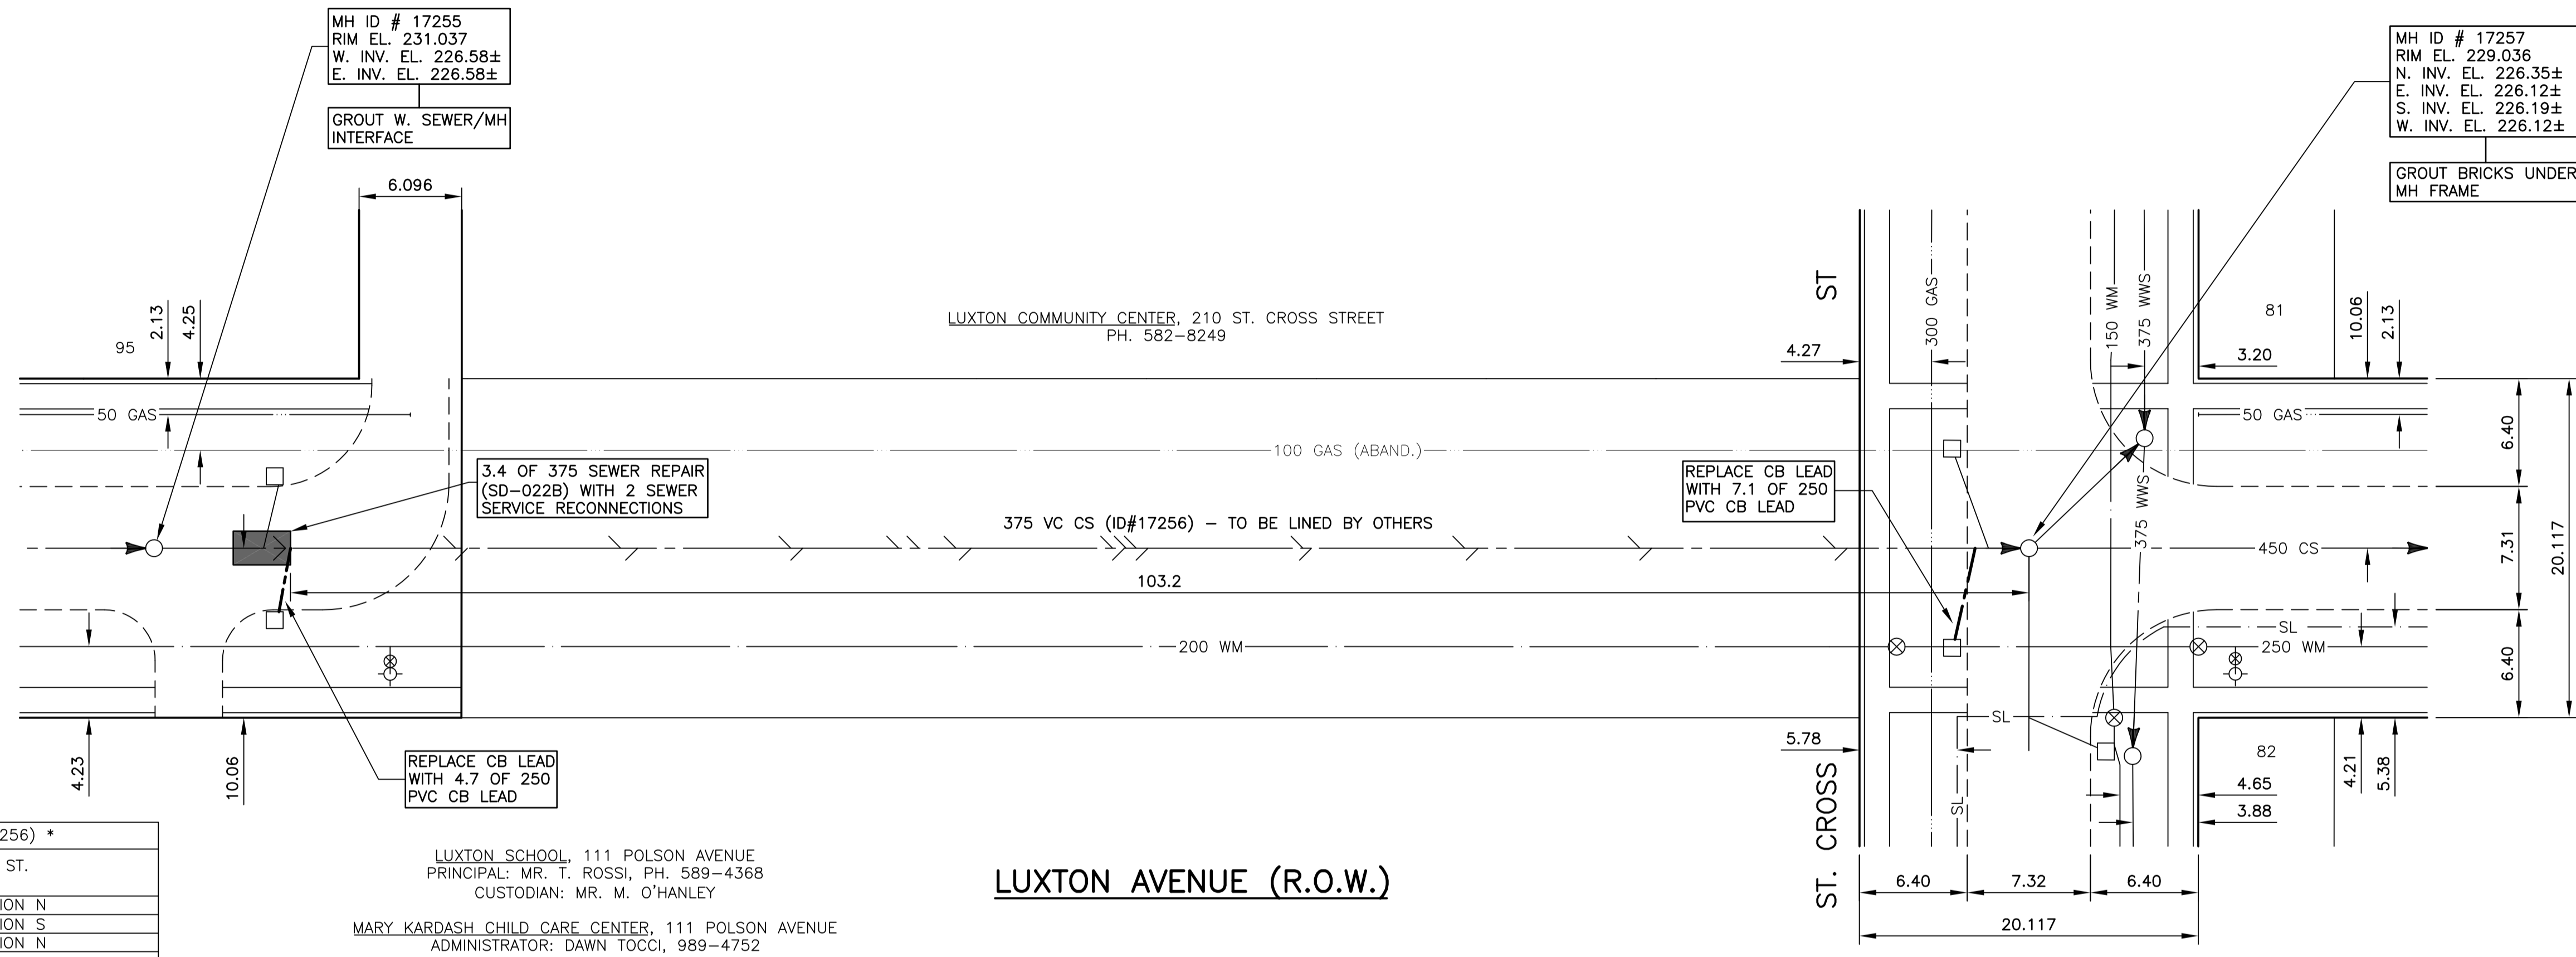 MH ID # 17255
RIM EL. 231.037
W. INV. EL. 226.58±
E. INV. EL. 226.58±
GROUT W. SEWER/MH
INTERFACE
MH ID # 17257
RIM EL. 229.036
N. INV. EL. 226.35±
E. INV. EL. 226.12±
S. INV. EL. 226.19±
W. INV. EL. 226.12±
GROUT BRICKS UNDER
MH FRAME
6.096
95
2.13
4.25
LUXTON COMMUNITY CENTER, 210 ST. CROSS STREET
PH. 582-8249
ST
300 GAS
150 WM
375 WWS
81
10.06
2.13
4.27
3.20
50 GAS
50 GAS
100 GAS (ABAND.)
6.40
3.4 OF 375 SEWER REPAIR
(SD-022B) WITH 2 SEWER
SERVICE RECONNECTIONS
REPLACE CB LEAD
WITH 7.1 OF 250
PVC CB LEAD
375 VC CS (ID#17256) - TO BE LINED BY OTHERS
375 WWS
450 CS
7.31
20.117
103.2
SL
200 WM
250 WM
6.40
SL
4.23
10.06
REPLACE CB LEAD
WITH 4.7 OF 250
PVC CB LEAD
5.78
82
4.21
5.38
4.65
3.88
SL
ST. CROSS
256) *
ST.
ION N
ION S
ION N
LUXTON SCHOOL, 111 POLSON AVENUE
PRINCIPAL: MR. T. ROSSI, PH. 589-4368
CUSTODIAN: MR. M. O'HANLEY
MARY KARDASH CHILD CARE CENTER, 111 POLSON AVENUE
ADMINISTRATOR: DAWN TOCCI, 989-4752
LUXTON AVENUE (R.O.W.)
6.40
7.32
6.40
20.117